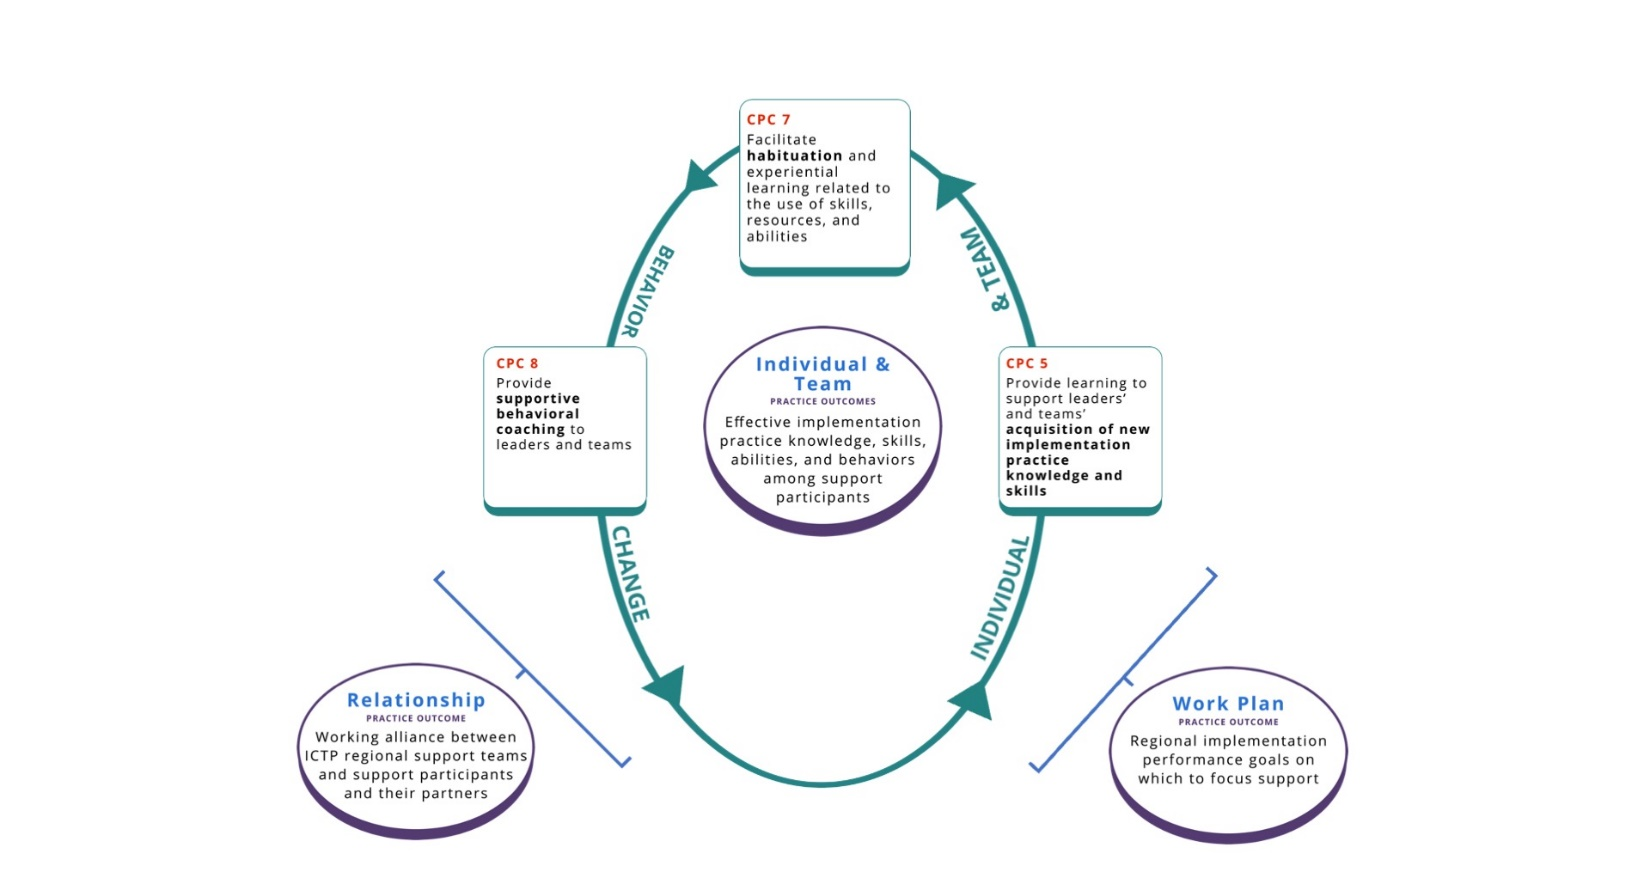 CPC 7
Facilitate
habituation and
experiential
learning related to
the use of skills,
resources, and
abilities
BEHAVIOR
& TEAM
CPC 8
Provide
supportive
behavioral
coaching to
leaders and teams
Individual &
Team
PRACTICE OUTCOMES
Effective implementation
practice knowledge, skills,
abilities, and behaviors
among support
participants
CPC 5
Provide learning to
support leaders’
and teams’
acquisition of new
implementation
practice
knowledge and
skills
CHANGE
INDIVIDUAL
Relationship
PRACTICE OUTCOME
Working alliance between
ICTP regional support teams
and support participants
and their partners
Work Plan
PRACTICE OUTCOME
Regional implementation
performance goals on
which to focus support